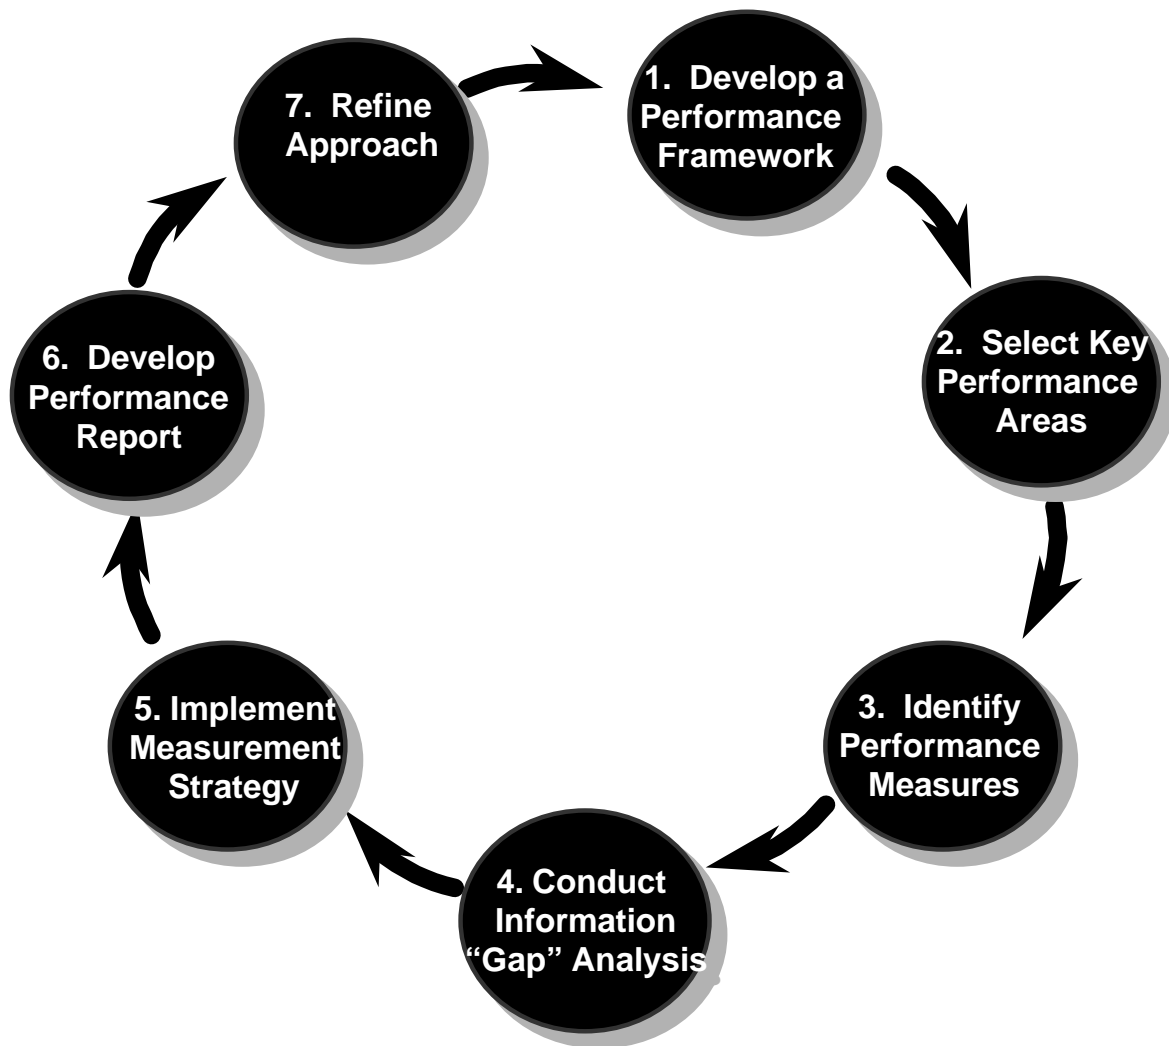 1. Develop a
Performance
Framework
2. Select Key
Performance
Areas
3. Identify
Performance
Measures
4. Conduct
Information
“Gap” Analysis
5. Implement
Measurement
Strategy
6. Develop
Performance
Report
7. Refine
Approach